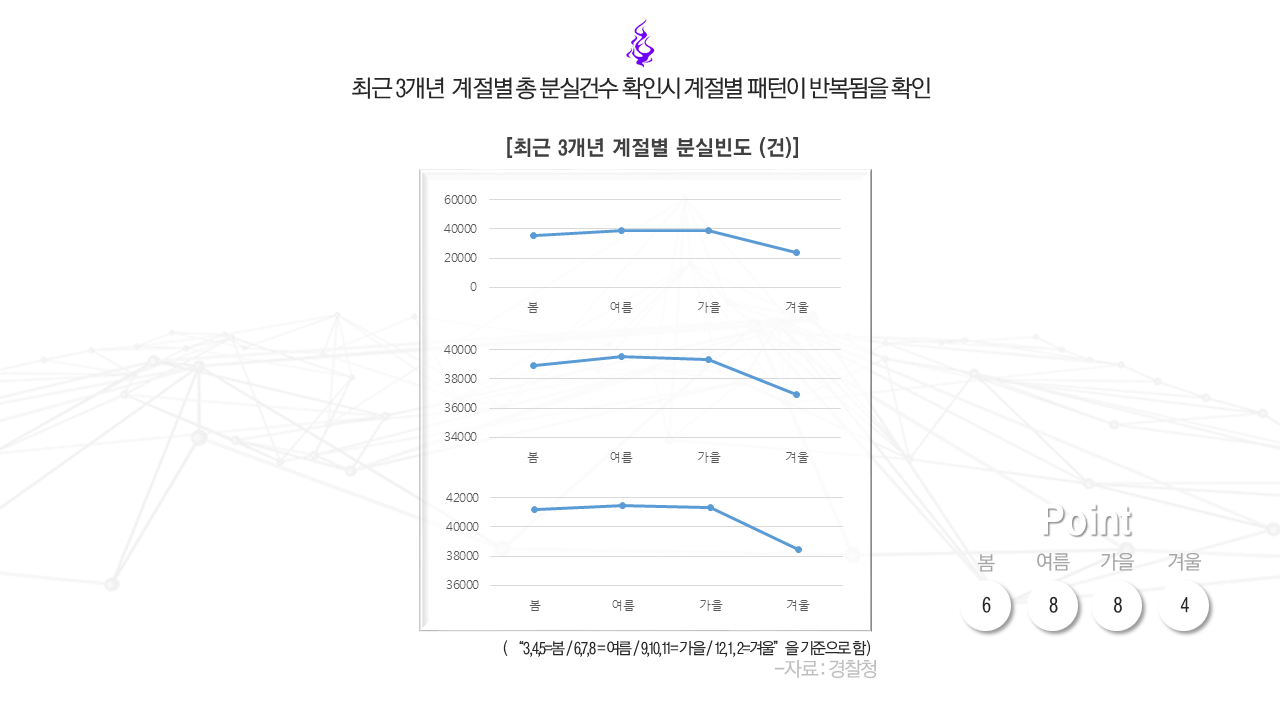 최근 3개년 계절별 총 분실건수 확인시 계절별 패턴이 반복됨을 확인
[최근 3개년 계절별 분실빈도 (건)]
60000
40000
20000
0
봄 여름 가을 겨울
40000
38000
36000
34000
봄 여름 가을 겨울
42000
40000
38000
36000
봄 여름 가을 겨울
Point
봄 여름 가을 겨울
6 8 8 4
( “3,4,5=봄 / 6,7,8 = 여름 / 9,10,11= 가을 / 12,1, 2=겨울” 을 기준으로 함)
-자료 : 경찰청